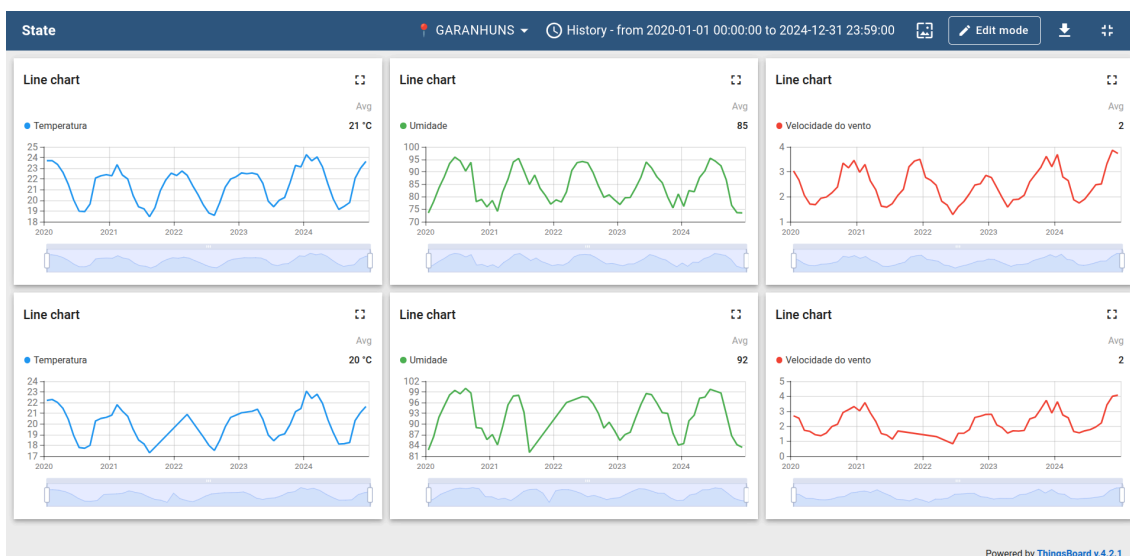 State GARANHUNS History - from 2020-01-01 00:00:00 to 2024-12-31 23:59:00 Edit mode
Line chart
Avg
Temperatura 21 °C
25
24
23
22
21
20
19
18
2020 2021 2022 2023 2024
Line chart
Avg
Umidade 85
100
95
90
85
80
75
70
2020 2021 2022 2023 2024
Line chart
Avg
Velocidade do vento 2
4
3
2
1
2020 2021 2022 2023 2024
Line chart
Avg
Temperatura 20 °C
24
23
22
21
20
19
18
17
2020 2021 2022 2023 2024
Line chart
Avg
Umidade 92
102
99
96
93
90
87
84
81
2020 2021 2022 2023 2024
Line chart
Avg
Velocidade do vento 2
5
4
3
2
1
0
2020 2021 2022 2023 2024
Powered by ThingsBoard v.4.2.1